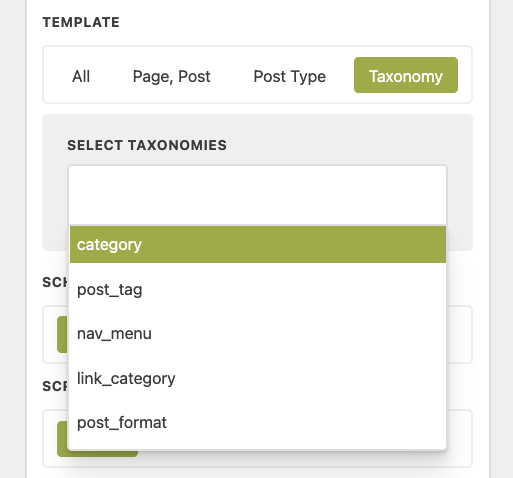 TEMPLATE
All Page, Post Post Type Taxonomy
SELECT TAXONOMIES
category
post_tag
nav_menu
link_category
post_format